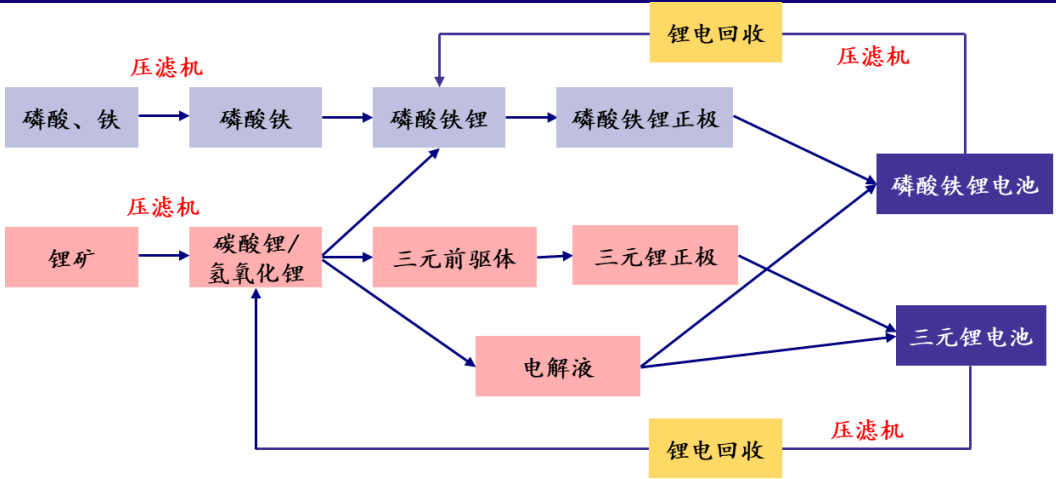 锂电回收
压滤机
压滤机
磷酸、铁
磷酸铁
磷酸铁锂
磷酸铁锂正极
磷酸铁锂电池
压滤机
锂矿
碳酸锂/
氢氧化锂
三元前驱体
三元锂正极
三元锂电池
电解液
压滤机
锂电回收